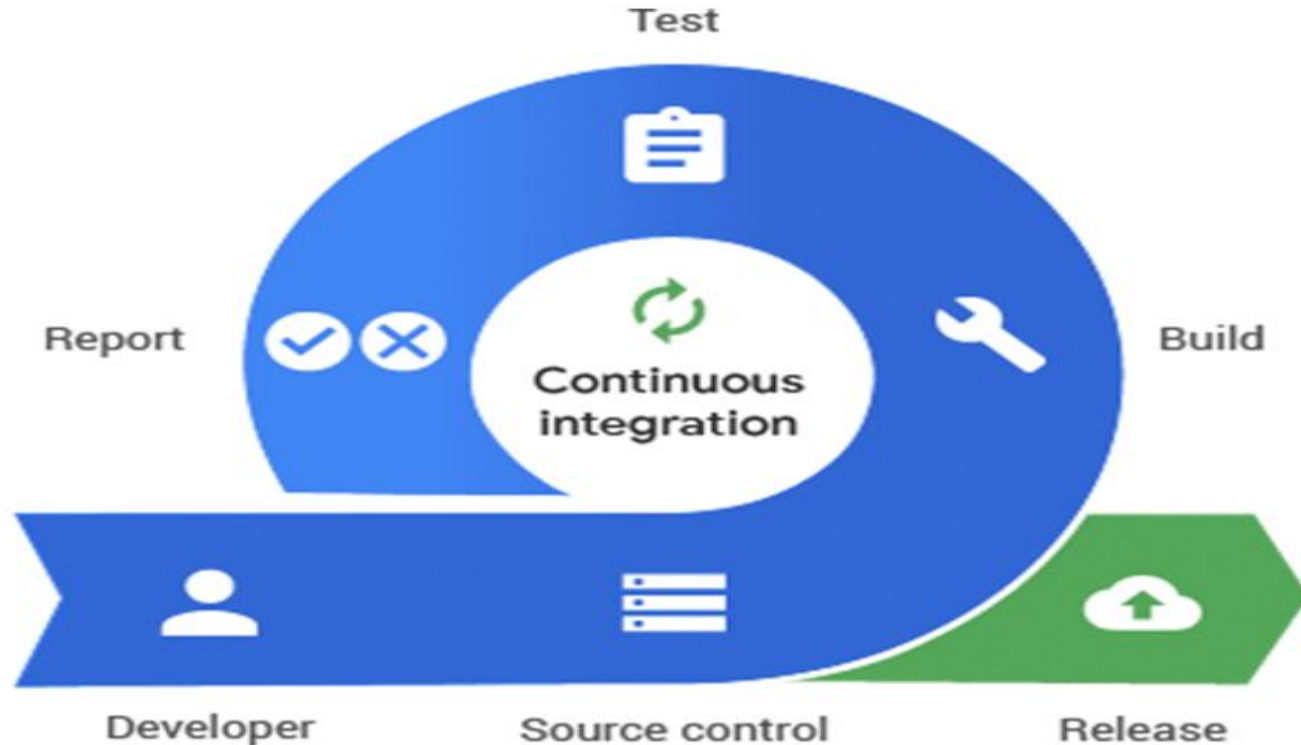 Test
Report
Continuous
integration
Build
Developer
Source control
Release